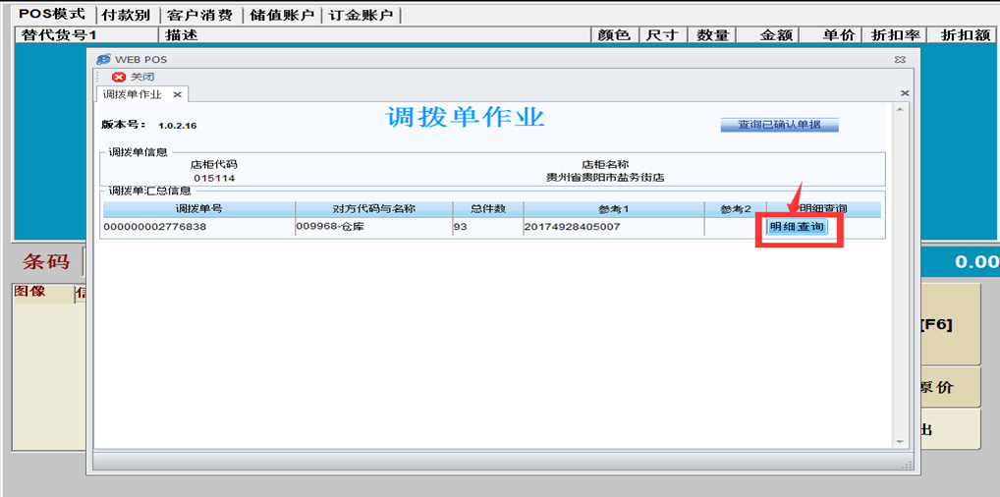 POS模式 付款别 客户消费 储值账户 订金账户
替代货号1 描述 颜色 尺寸 数量 金额 单价 折扣率 折扣额
WEB POS
关闭
调拨单作业
调拨单作业
版本号： 1.0.2.16 查询已确认单据
调拨单信息
店柜代码 店柜名称
015114 贵州省贵阳市盐务街店
调拨单汇总信息
调拨单号 对方代码与名称 总件数 参考1 参考2 明细查询
000000002776838 009968-仓库 93 20174928405007 明细查询
条码 0.00
图像
[F6]
原价
出